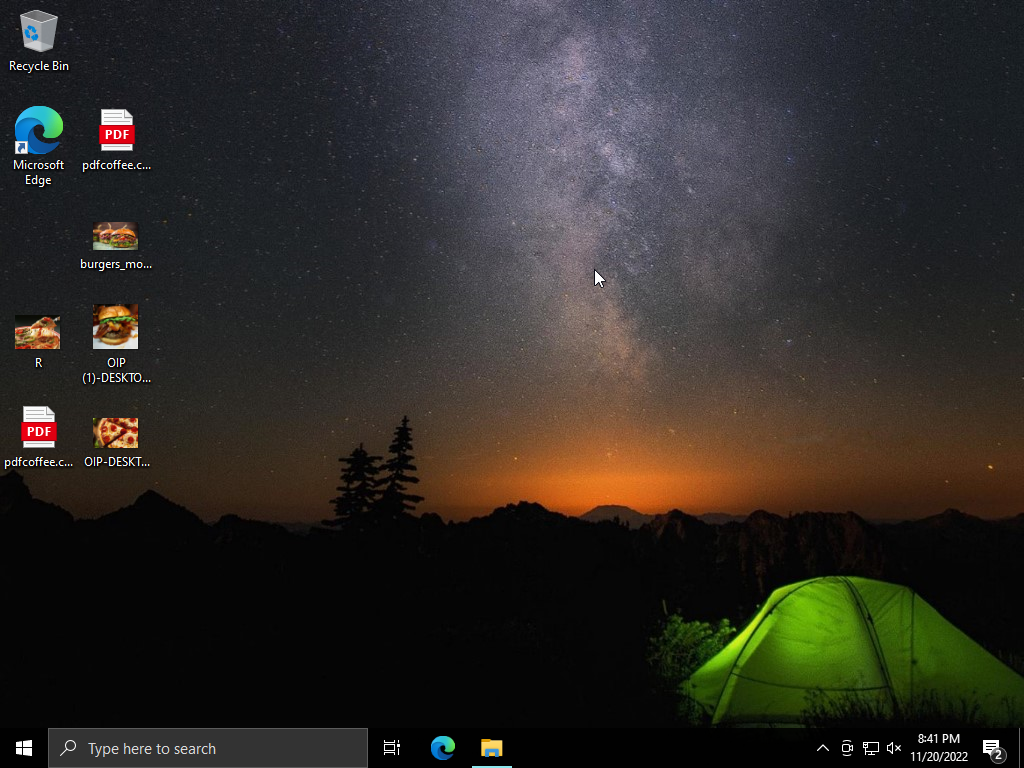 Recycle Bin
Microsoft
Edge
PDF
pdfcoffee.c...
burgers_mo...
R
OIP
(1)-DESKTO...
PDF
pdfcoffee.c...
OIP-DESKT...
Type here to search
8:41 PM
11/20/2022
2